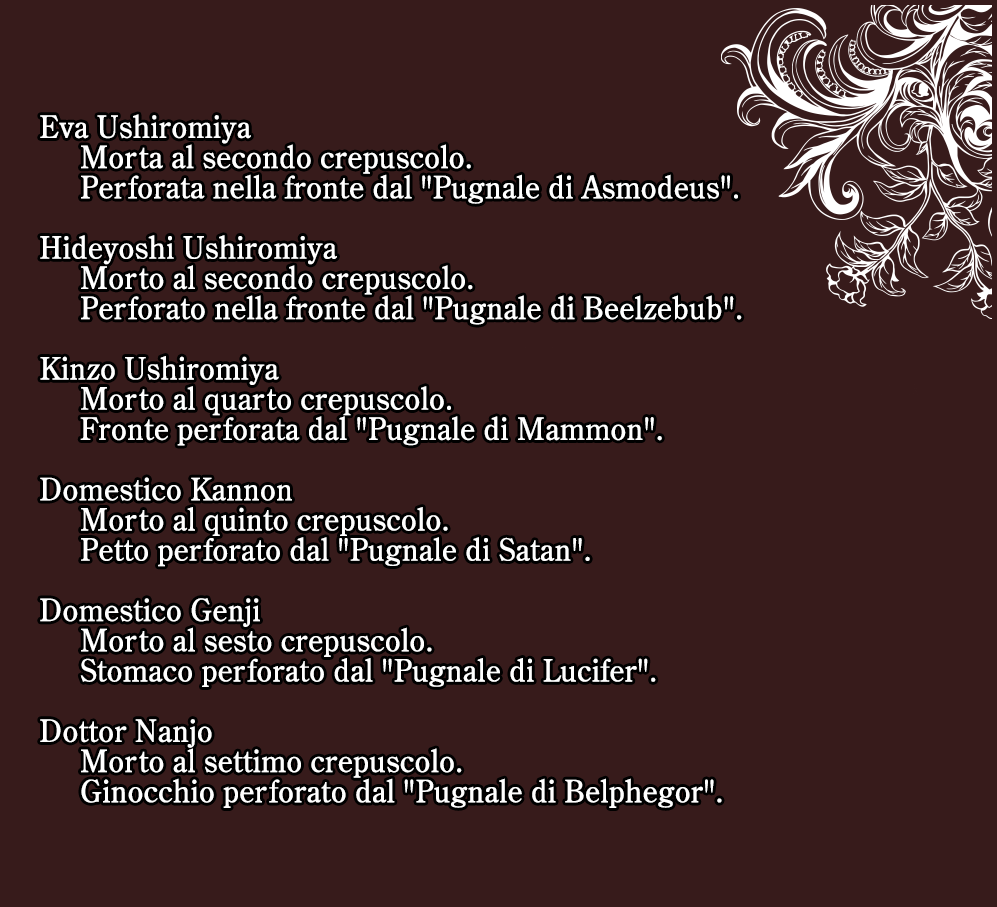 Eva Ushiromiya
Morta al secondo crepuscolo.
Perforata nella fronte dal "Pugnale di Asmodeus".
Hideyoshi Ushiromiya
Morto al secondo crepuscolo.
Perforato nella fronte dal "Pugnale di Beelzebub".
Kinzo Ushiromiya
Morto al quarto crepuscolo.
Fronte perforata dal "Pugnale di Mammon".
Domestico Kannon
Morto al quinto crepuscolo.
Petto perforato dal "Pugnale di Satan".
Domestico Genji
Morto al sesto crepuscolo.
Stomaco perforato dal "Pugnale di Lucifer".
Dottor Nanjo
Morto al settimo crepuscolo.
Ginocchio perforato dal "Pugnale di Belphegor".